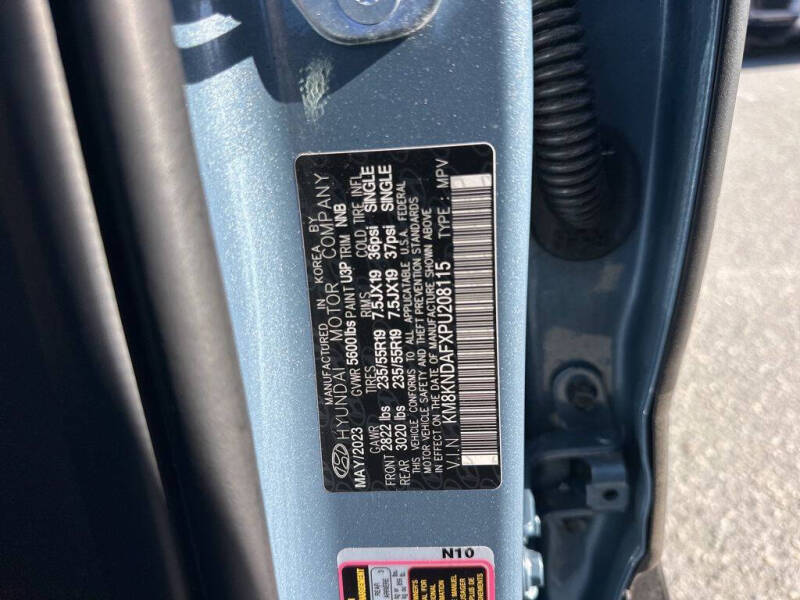 MANUFACTURED IN KOREA BY
HYUNDAI MOTOR COMPANY
MAY/2023 GVWR 5600lbs PAINT U3P TRIM NNB
GAWR TIRES RIMS COLD TIRE INFL
FRONT 2822 lbs 235/55R19 7.5JX19 36psi SINGLE
REAR 3020 lbs 235/55R19 7.5JX19 37psi SINGLE
THIS VEHICLE CONFORMS TO ALL APPLICABLE U.S.A. FEDERAL
MOTOR VEHICLE SAFETY AND THEFT PREVENTION STANDARDS
IN EFFECT ON THE DATE OF MANUFACTURE SHOWN ABOVE
V.I.N KM8KNDAFXPU208115 TYPE : MPV
N10
REAR
ARRIÈRE